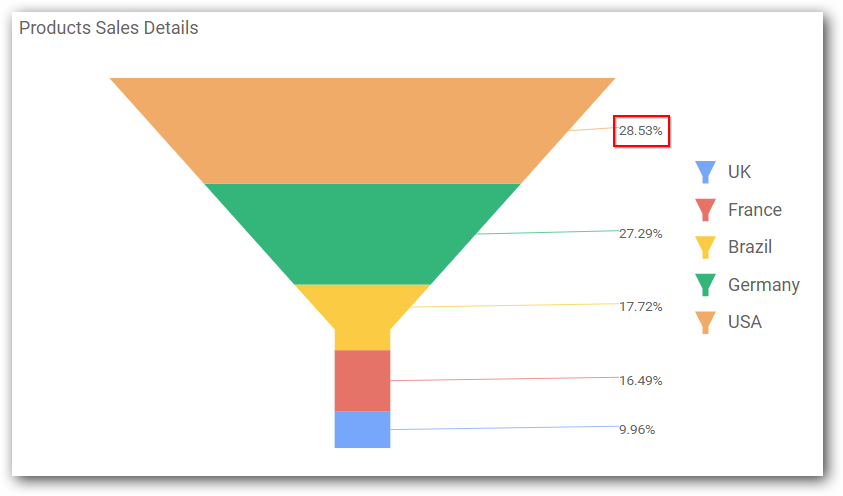 Products Sales Details
28.53%
27.29%
17.72%
16.49%
9.96%
UK
France
Brazil
Germany
USA